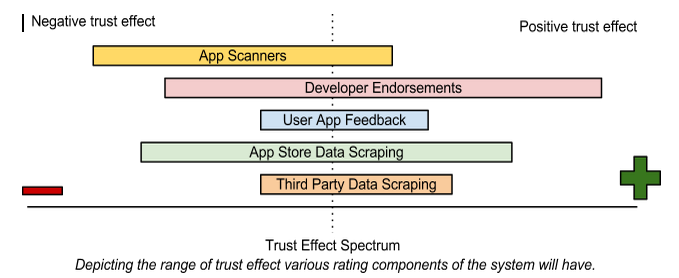 Negative trust effect
Positive trust effect
App Scanners
Developer Endorsements
User App Feedback
App Store Data Scraping
Third Party Data Scraping
Trust Effect Spectrum
Depicting the range of trust effect various rating components of the system will have.